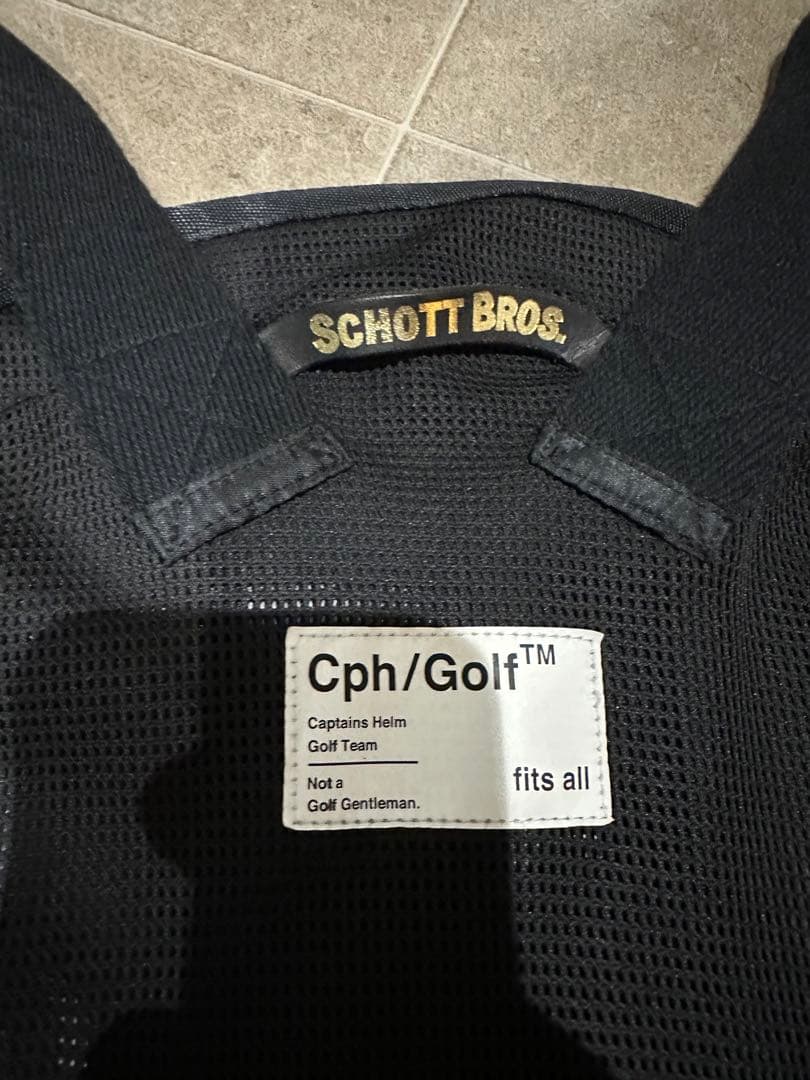 SCHOTT BROS.
Cph/Golf™
Captains Helm
Golf Team
Not a
Golf Gentleman.
fits all